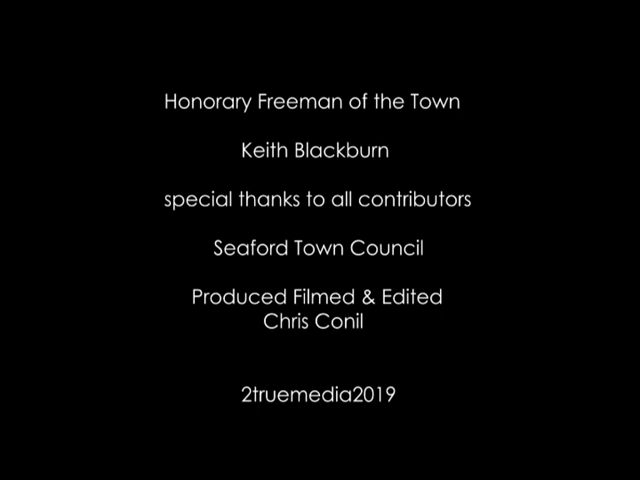 Honorary Freeman of the Town
Keith Blackburn
special thanks to all contributors
Seaford Town Council
Produced Filmed & Edited
Chris Conil
2truemedia2019